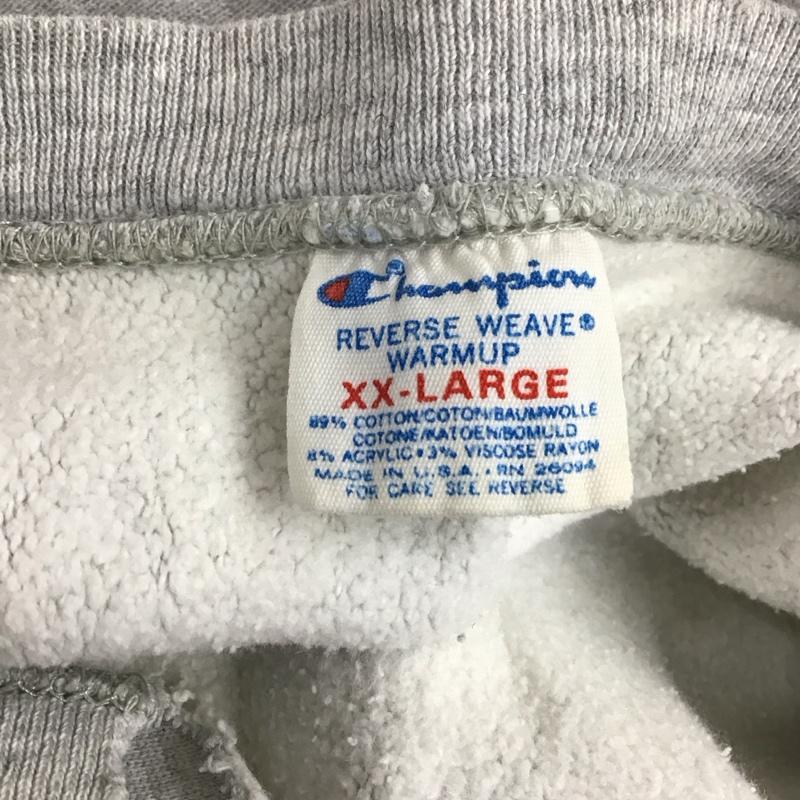 Champion
REVERSE WEAVE®
WARMUP
XX-LARGE
89% COTTON/COTON/BAUMWOLLE
COTONE/KATOEN/BOMULD
8% ACRYLIC • 3% VISCOSE RAYON
MADE IN U.S.A. • RN 26094
FOR CARE SEE REVERSE